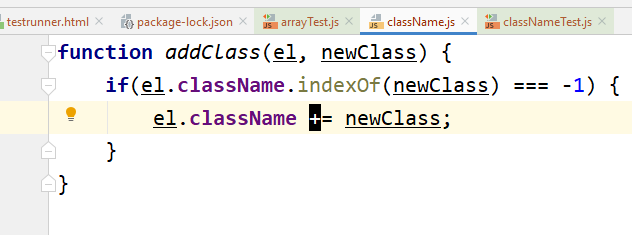 testrunner.html package-lock.json arrayTest.js className.js classNameTest.js
function addClass(el, newClass) {
    if(el.className.indexOf(newClass) === -1) {
        el.className += newClass;
    }
}